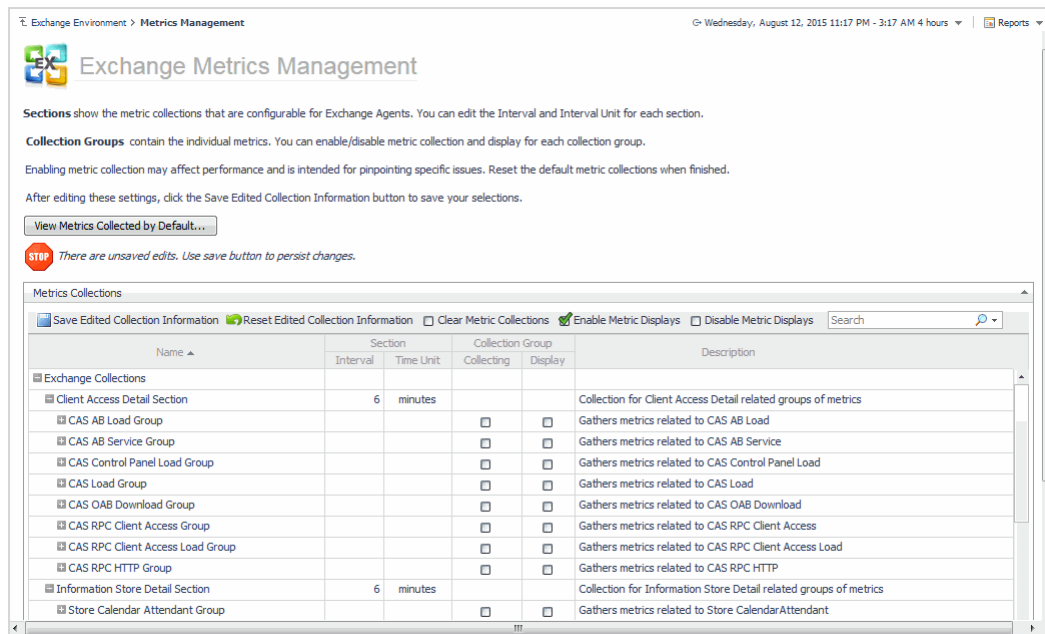 Exchange Environment > Metrics Management
Wednesday, August 12, 2015 11:17 PM - 3:17 AM 4 hours
Reports
EX
Exchange Metrics Management
Sections show the metric collections that are configurable for Exchange Agents. You can edit the Interval and Interval Unit for each section.
Collection Groups contain the individual metrics. You can enable/disable metric collection and display for each collection group.
Enabling metric collection may affect performance and is intended for pinpointing specific issues. Reset the default metric collections when finished.
After editing these settings, click the Save Edited Collection Information button to save your selections.
View Metrics Collected by Default...
STOP There are unsaved edits. Use save button to persist changes.
Metrics Collections
Save Edited Collection Information Reset Edited Collection Information Clear Metric Collections Enable Metric Displays Disable Metric Displays Search
Name Section Collection Group Description
Interval Time Unit Collecting Display
Exchange Collections
Client Access Detail Section 6 minutes Collection for Client Access Detail related groups of metrics
CAS AB Load Group Gathers metrics related to CAS AB Load
CAS AB Service Group Gathers metrics related to CAS AB Service
CAS Control Panel Load Group Gathers metrics related to CAS Control Panel Load
CAS Load Group Gathers metrics related to CAS Load
CAS OAB Download Group Gathers metrics related to CAS OAB Download
CAS RPC Client Access Group Gathers metrics related to CAS RPC Client Access
CAS RPC Client Access Load Group Gathers metrics related to CAS RPC Client Access Load
CAS RPC HTTP Group Gathers metrics related to CAS RPC HTTP
Information Store Detail Section 6 minutes Collection for Information Store Detail related groups of metrics
Store Calendar Attendant Group Gathers metrics related to Store CalendarAttendant